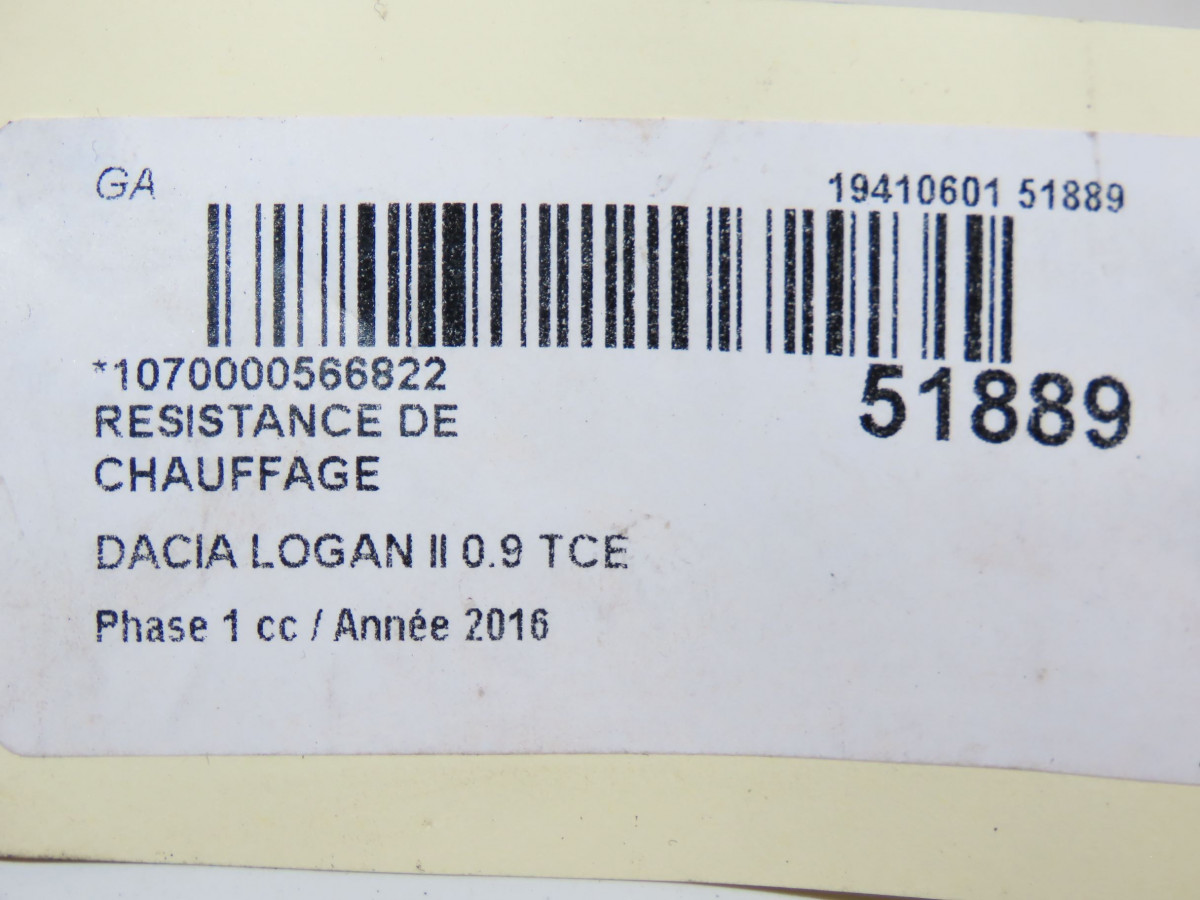 GA
19410601 51889
*1070000566822
51889
RESISTANCE DE
CHAUFFAGE
DACIA LOGAN II 0.9 TCE
Phase 1 cc / Année 2016